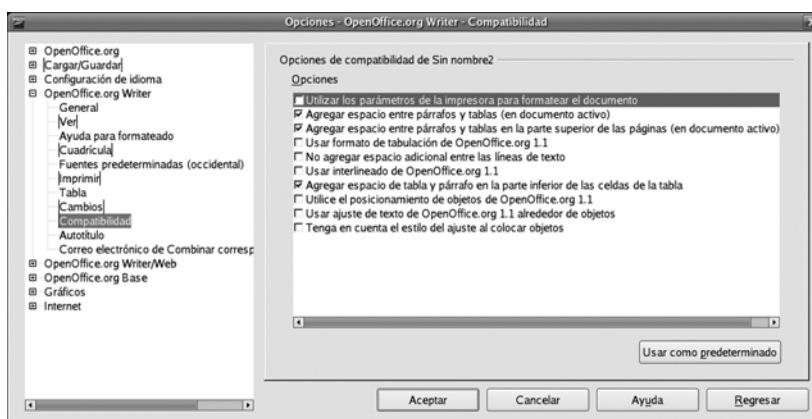 Opciones - OpenOffice.org Writer - Compatibilidad
OpenOffice.org
Cargar/Guardar
Configuración de idioma
OpenOffice.org Writer
General
Ver
Ayuda para formateado
Cuadrícula
Fuentes predeterminadas (occidental)
Imprimir
Tabla
Cambios
Compatibilidad
Autotítulo
Correo electrónico de Combinar corresp
OpenOffice.org Writer/Web
OpenOffice.org Base
Gráficos
Internet
Opciones de compatibilidad de Sin nombre2
Opciones
Utilizar los parámetros de la impresora para formatear el documento
Agregar espacio entre párrafos y tablas (en documento activo)
Agregar espacio entre párrafos y tablas en la parte superior de las páginas (en documento activo)
Usar formato de tabulación de OpenOffice.org 1.1
No agregar espacio adicional entre las líneas de texto
Usar interlineado de OpenOffice.org 1.1
Agregar espacio de tabla y párrafo en la parte inferior de las celdas de la tabla
Utilice el posicionamiento de objetos de OpenOffice.org 1.1
Usar ajuste de texto de OpenOffice.org 1.1 alrededor de objetos
Tenga en cuenta el estilo del ajuste al colocar objetos
Usar como predeterminado
Aceptar
Cancelar
Ayuda
Regresar